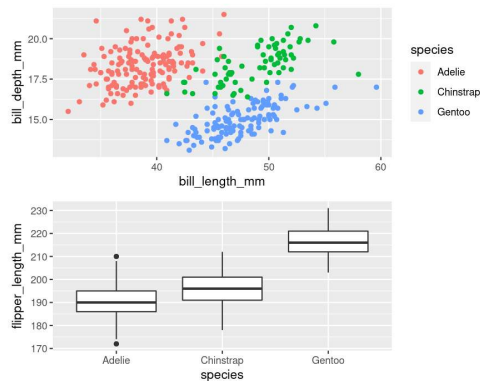 bill_depth_mm
20.0
17.5
15.0
40
50
60
bill_length_mm
species
Adelie
Chinstrap
Gentoo
flipper_length_mm
230
220
210
200
190
180
170
Adelie
Chinstrap
Gentoo
species